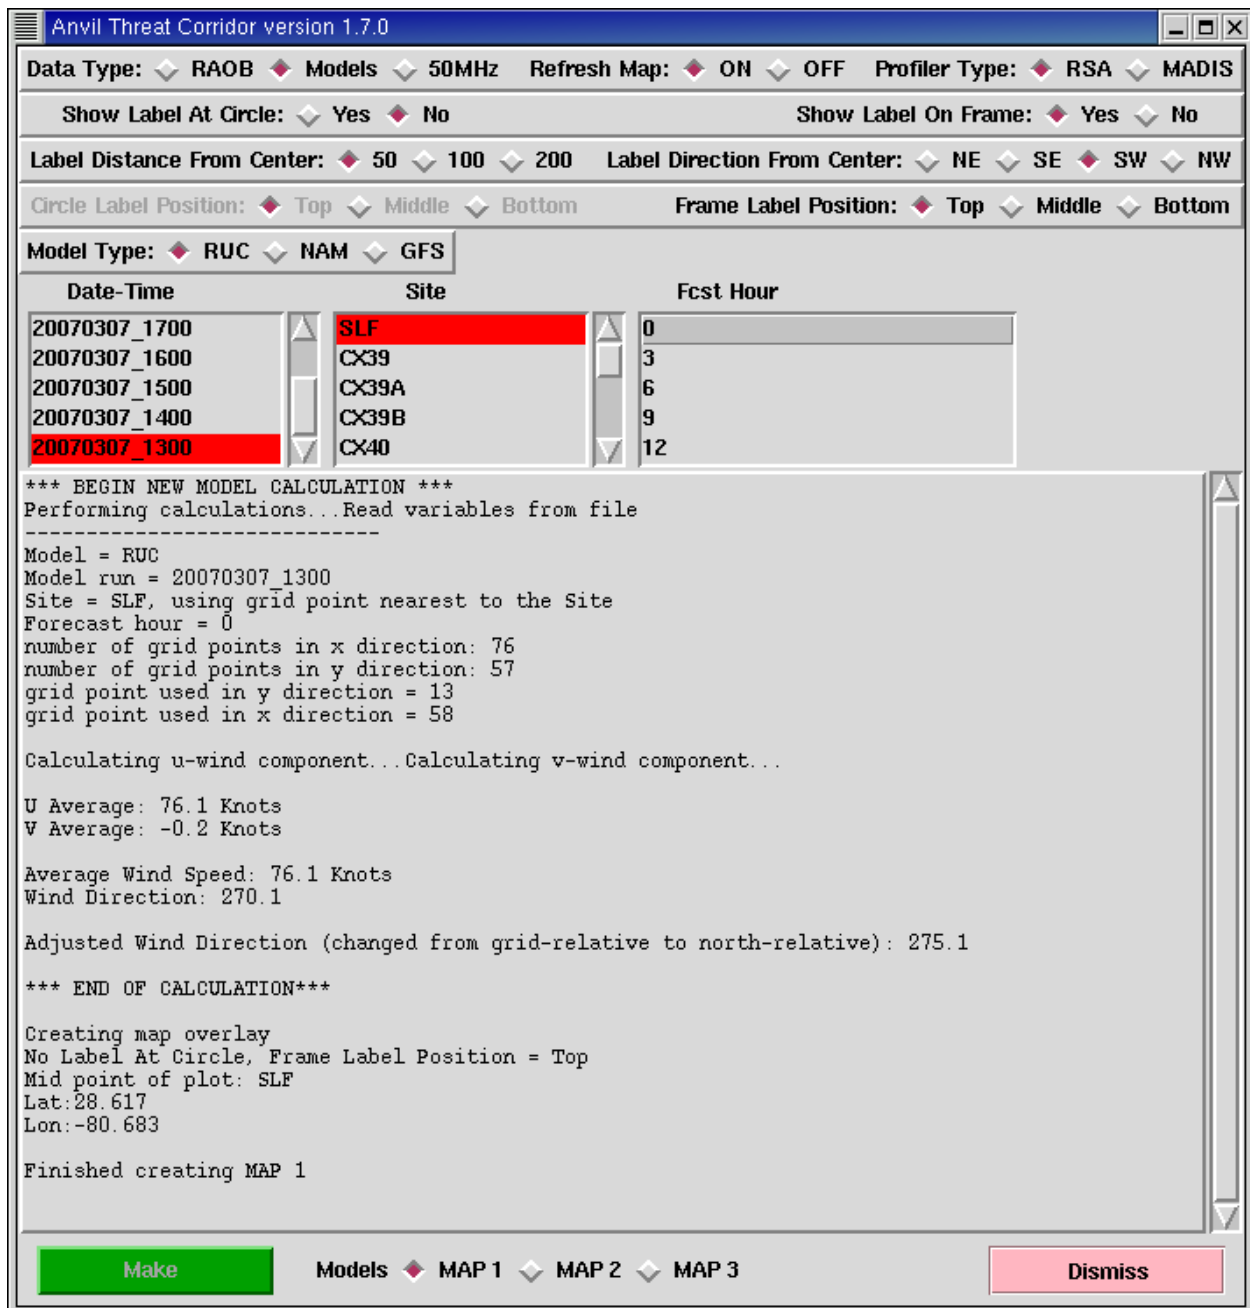 Anvil Threat Corridor version 1.7.0
Data Type: RAOB Models 50MHz Refresh Map: ON OFF Profiler Type: RSA MADIS
Show Label At Circle: Yes No Show Label On Frame: Yes No
Label Distance From Center: 50 100 200 Label Direction From Center: NE SE SW NW
Circle Label Position: Top Middle Bottom Frame Label Position: Top Middle Bottom
Model Type: RUC NAM GFS
Date-Time Site Fcst Hour
20070307_1700 SLF 0
20070307_1600 CX39 3
20070307_1500 CX39A 6
20070307_1400 CX39B 9
20070307_1300 CX40 12
*** BEGIN NEW MODEL CALCULATION ***
Performing calculations...Read variables from file
-----------------------------
Model = RUC
Model run = 20070307_1300
Site = SLF, using grid point nearest to the Site
Forecast hour = 0
number of grid points in x direction: 76
number of grid points in y direction: 57
grid point used in y direction = 13
grid point used in x direction = 58
Calculating u-wind component...Calculating v-wind component...
U Average: 76.1 Knots
V Average: -0.2 Knots
Average Wind Speed: 76.1 Knots
Wind Direction: 270.1
Adjusted Wind Direction (changed from grid-relative to north-relative): 275.1
*** END OF CALCULATION***
Creating map overlay
No Label At Circle, Frame Label Position = Top
Mid point of plot: SLF
Lat:28.617
Lon:-80.683
Finished creating MAP 1
Make Models MAP 1 MAP 2 MAP 3 Dismiss